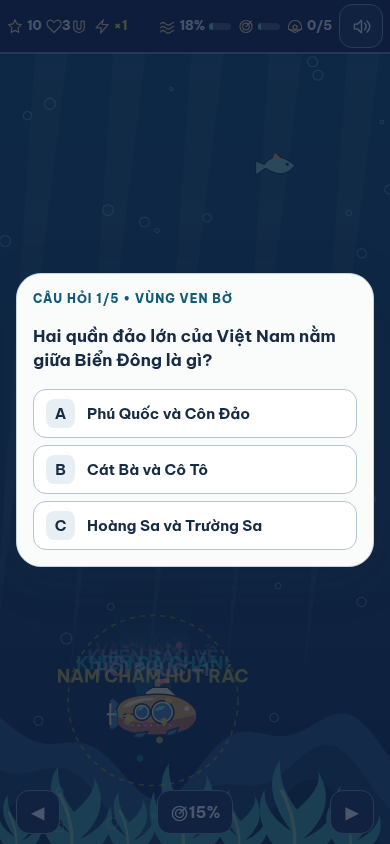 10 3 ×1 18% 0/5
CÂU HỎI 1/5 • VÙNG VEN BỜ
Hai quần đảo lớn của Việt Nam nằm
giữa Biển Đông là gì?
A Phú Quốc và Côn Đảo
B Cát Bà và Cô Tô
C Hoàng Sa và Trường Sa
NAM CHÂM HÚT RÁC
◀ 15% ▶